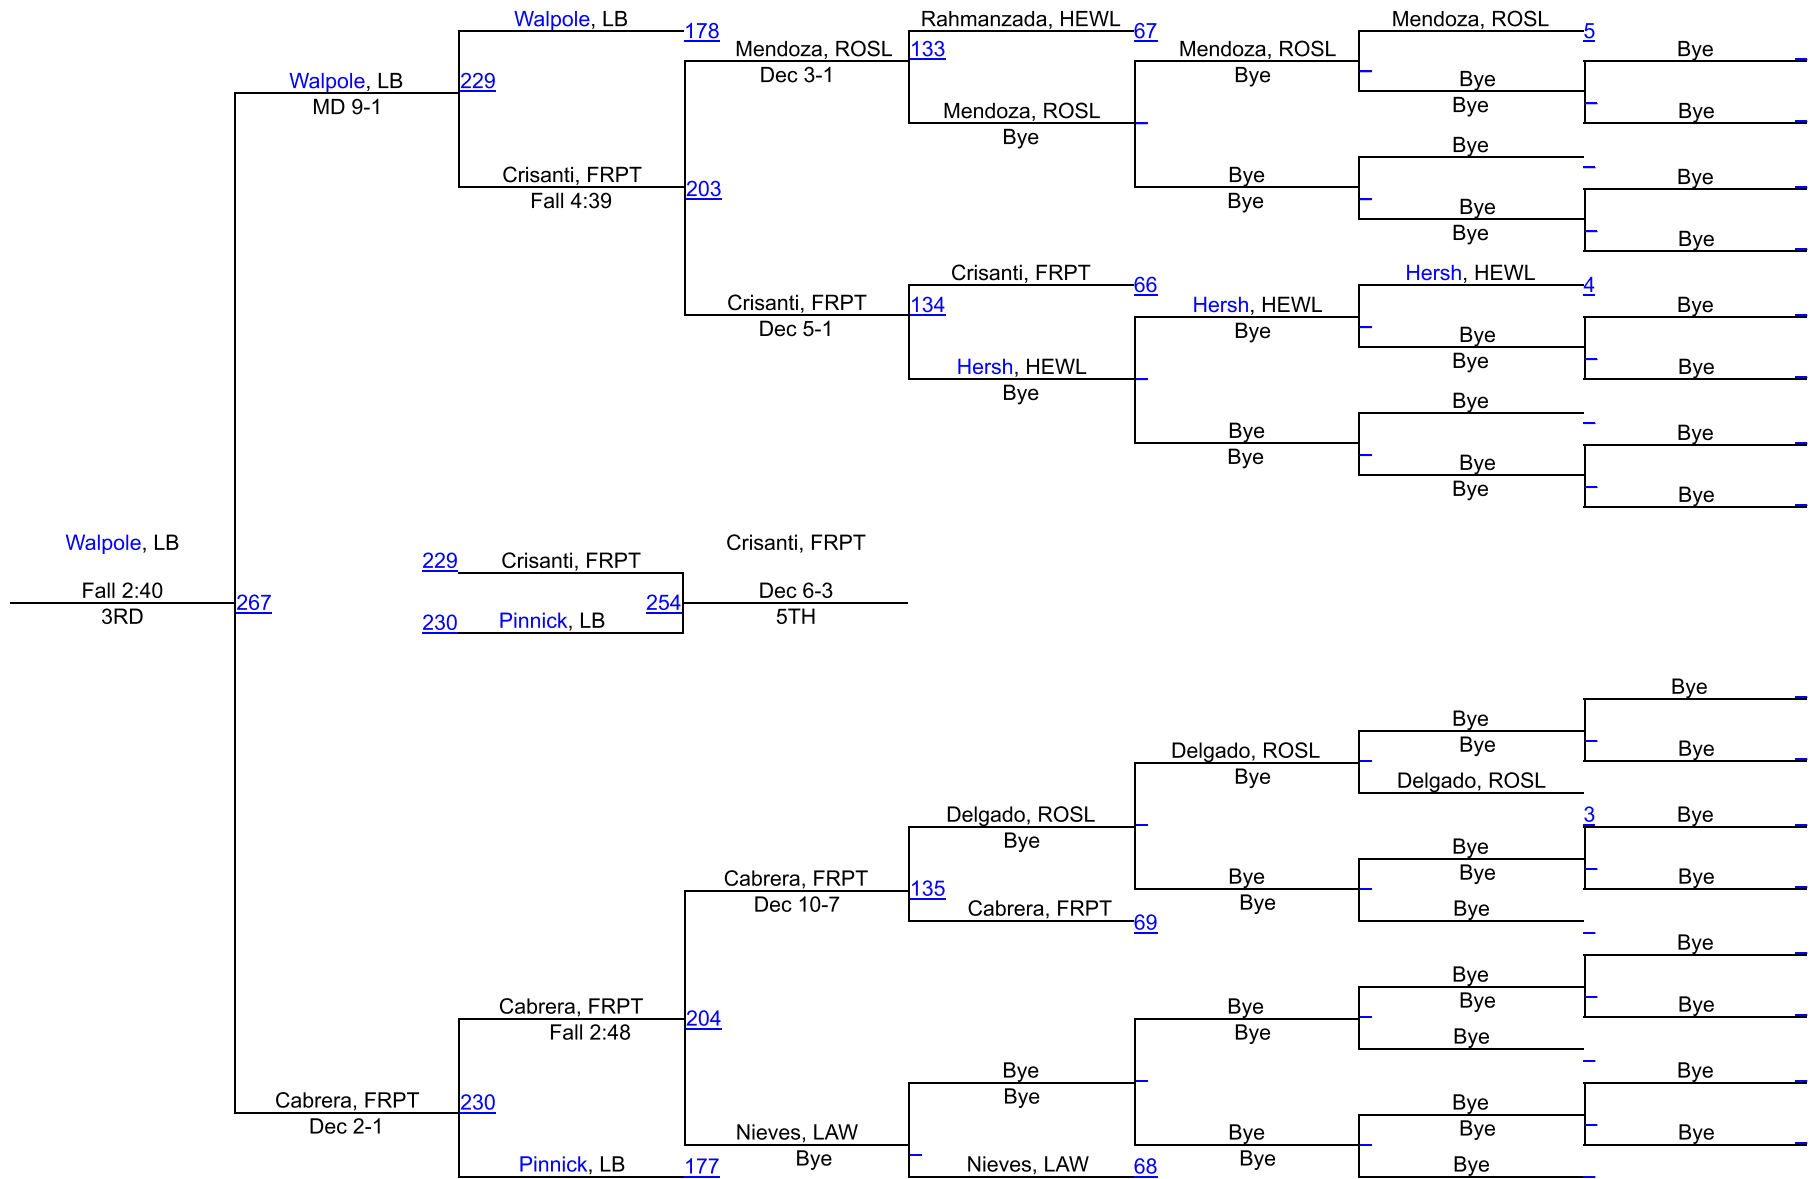 Walpole, LB
178
Rahmanzada, HEWL
67
Mendoza, ROSL
5
Mendoza, ROSL
133
Mendoza, ROSL
Bye
Dec 3-1
Bye
Walpole, LB
229
Bye
MD 9-1
Bye
Mendoza, ROSL
Bye
Bye
Bye
Crisanti, FRPT
Bye
Bye
Fall 4:39
203
Bye
Bye
Bye
Bye
Crisanti, FRPT
66
Hersh, HEWL
4
Bye
Crisanti, FRPT
134
Hersh, HEWL
Bye
Dec 5-1
Bye
Bye
Hersh, HEWL
Bye
Bye
Bye
Bye
Bye
Bye
Bye
Bye
Bye
Bye
Walpole, LB
Crisanti, FRPT
229
Crisanti, FRPT
Fall 2:40
Dec 6-3
267
254
3RD
230
Pinnick, LB
5TH
Bye
Bye
Bye
Delgado, ROSL
Bye
Bye
Delgado, ROSL
Delgado, ROSL
3
Bye
Bye
Bye
Bye
Cabrera, FRPT
135
Bye
Bye
Dec 10-7
Bye
Cabrera, FRPT
69
Bye
Bye
Bye
Cabrera, FRPT
204
Bye
Bye
Bye
Fall 2:48
Bye
Bye
Bye
Bye
Cabrera, FRPT
230
Bye
Bye
Dec 2-1
Bye
Nieves, LAW
Bye
Bye
Bye
Bye
Pinnick, LB
177
Nieves, LAW
68
Bye